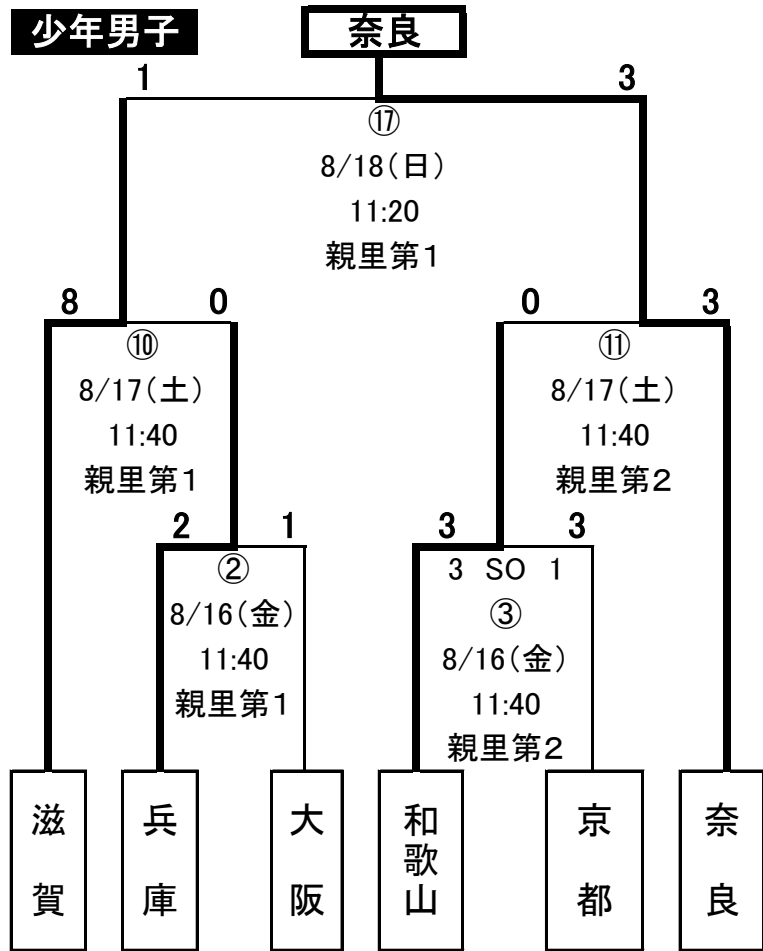 少年男子
奈良
1
3
⑰
8/18(日)
11:20
親里第1
8
0
0
3
⑩
8/17(土)
11:40
親里第1
⑪
8/17(土)
11:40
親里第2
2
1
3
3
②
8/16(金)
11:40
親里第1
3 SO 1
③
8/16(金)
11:40
親里第2
滋賀
兵庫
大阪
和歌山
京都
奈良